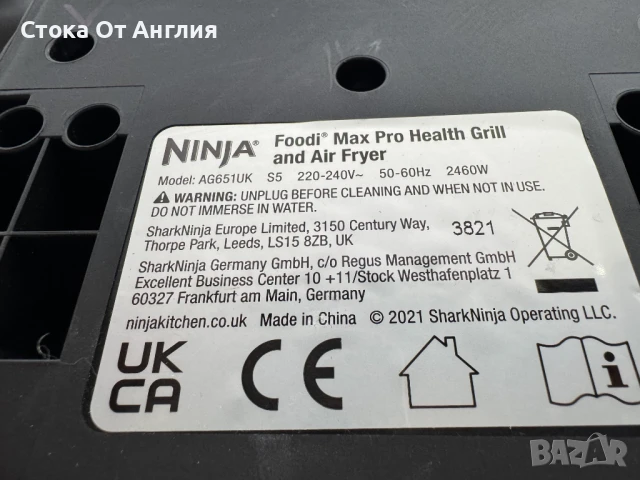 Стока От Англия
NINJA® Foodi® Max Pro Health Grill
and Air Fryer
Model: AG651UK S5 220-240V~ 50-60Hz 2460W
WARNING: UNPLUG BEFORE CLEANING AND WHEN NOT IN USE.
DO NOT IMMERSE IN WATER.
SharkNinja Europe Limited, 3150 Century Way,
Thorpe Park, Leeds, LS15 8ZB, UK
3821
SharkNinja Germany GmbH, c/o Regus Management GmbH
Excellent Business Center 10 +11/Stock Westhafenplatz 1
60327 Frankfurt am Main, Germany
ninjakitchen.co.uk Made in China © 2021 SharkNinja Operating LLC.
UK
CA
CE
i
BAZAR